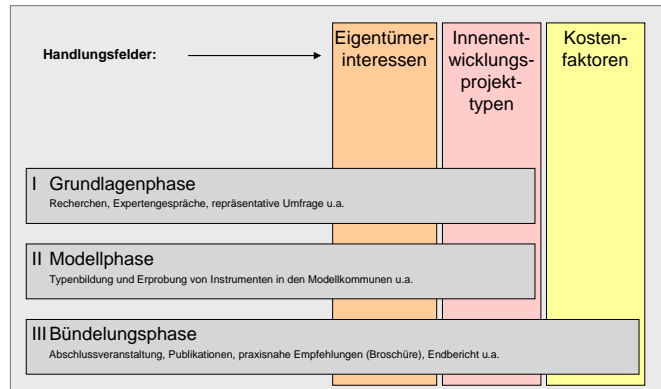 Handlungsfelder:
Eigentümer-
interessen
Innenent-
wicklungs-
projekt-
typen
Kosten-
faktoren
I Grundlagenphase
Recherchen, Expertengespräche, repräsentative Umfrage u.a.
II Modellphase
Typenbildung und Erprobung von Instrumenten in den Modellkommunen u.a.
III Bündelungsphase
Abschlussveranstaltung, Publikationen, praxisnahe Empfehlungen (Broschüre), Endbericht u.a.